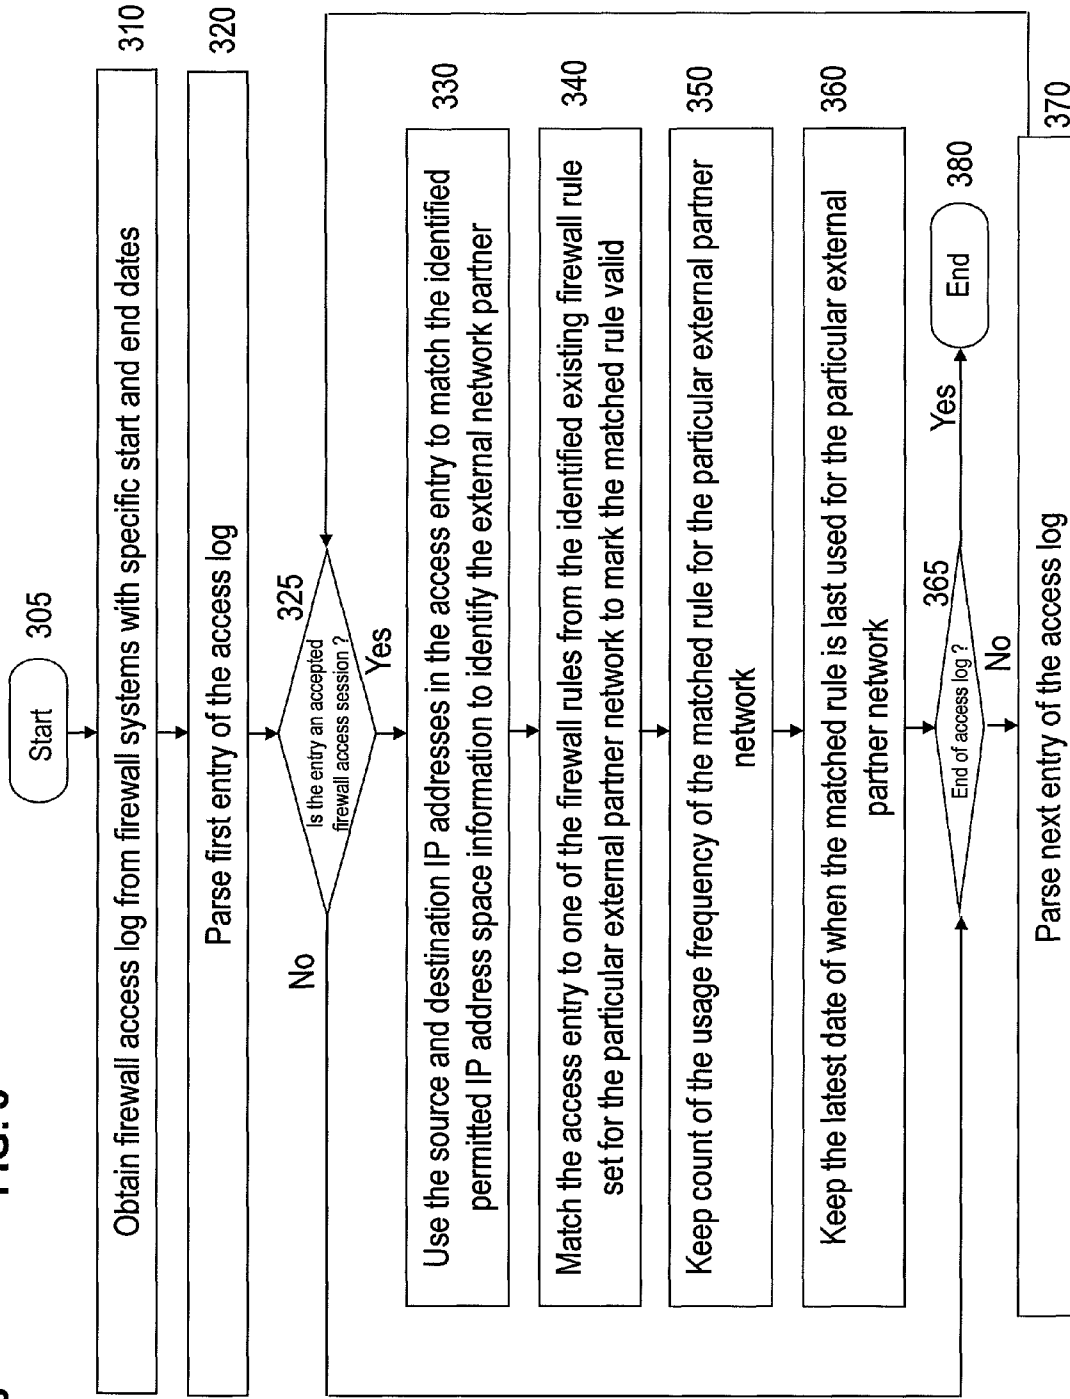 Start
305
Obtain firewall access log from firewall systems with specific start and end dates
310
Parse first entry of the access log
320
Is the entry an accepted
firewall access session ?
325
No
Yes
Use the source and destination IP addresses in the access entry to match the identified
permitted IP address space information to identify the external network partner
330
Match the access entry to one of the firewall rules from the identified existing firewall rule
set for the particular external partner network to mark the matched rule valid
340
Keep count of the usage frequency of the matched rule for the particular external partner
network
350
Keep the latest date of when the matched rule is last used for the particular external
partner network
360
End of access log ?
365
Yes
End
380
No
Parse next entry of the access log
370